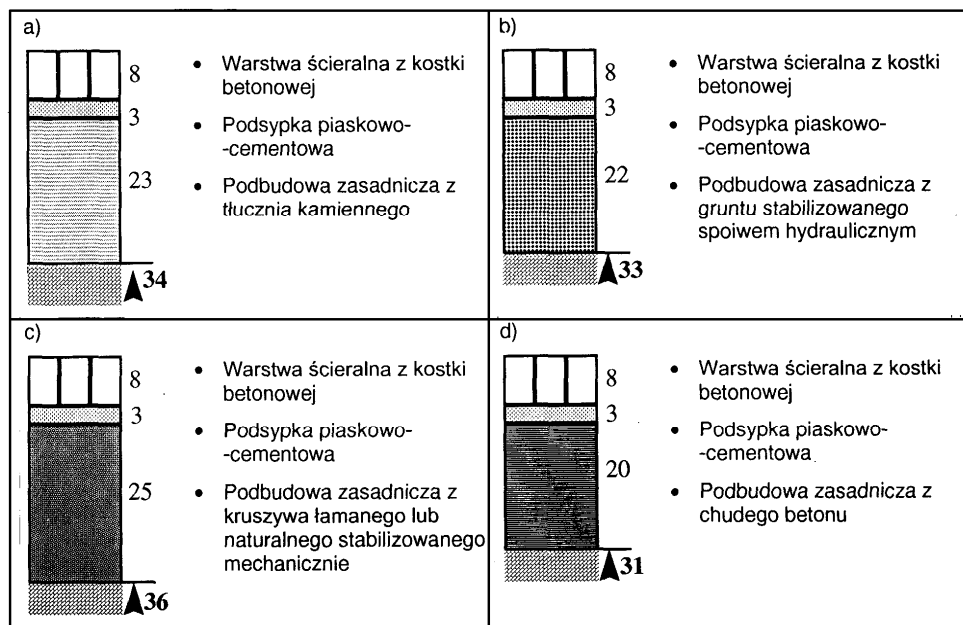 a)
8
3
23
34
• Warstwa ścieralna z kostki
betonowej
• Podsypka piaskowo-
-cementowa
• Podbudowa zasadnicza z
tłucznia kamiennego
b)
8
3
22
33
• Warstwa ścieralna z kostki
betonowej
• Podsypka piaskowo-
-cementowa
• Podbudowa zasadnicza z
gruntu stabilizowanego
spoiwem hydraulicznym
c)
8
3
25
36
• Warstwa ścieralna z kostki
betonowej
• Podsypka piaskowo-
-cementowa
• Podbudowa zasadnicza z
kruszywa łamanego lub
naturalnego stabilizowanego
mechanicznie
d)
8
3
20
31
• Warstwa ścieralna z kostki
betonowej
• Podsypka piaskowo-
-cementowa
• Podbudowa zasadnicza z
chudego betonu